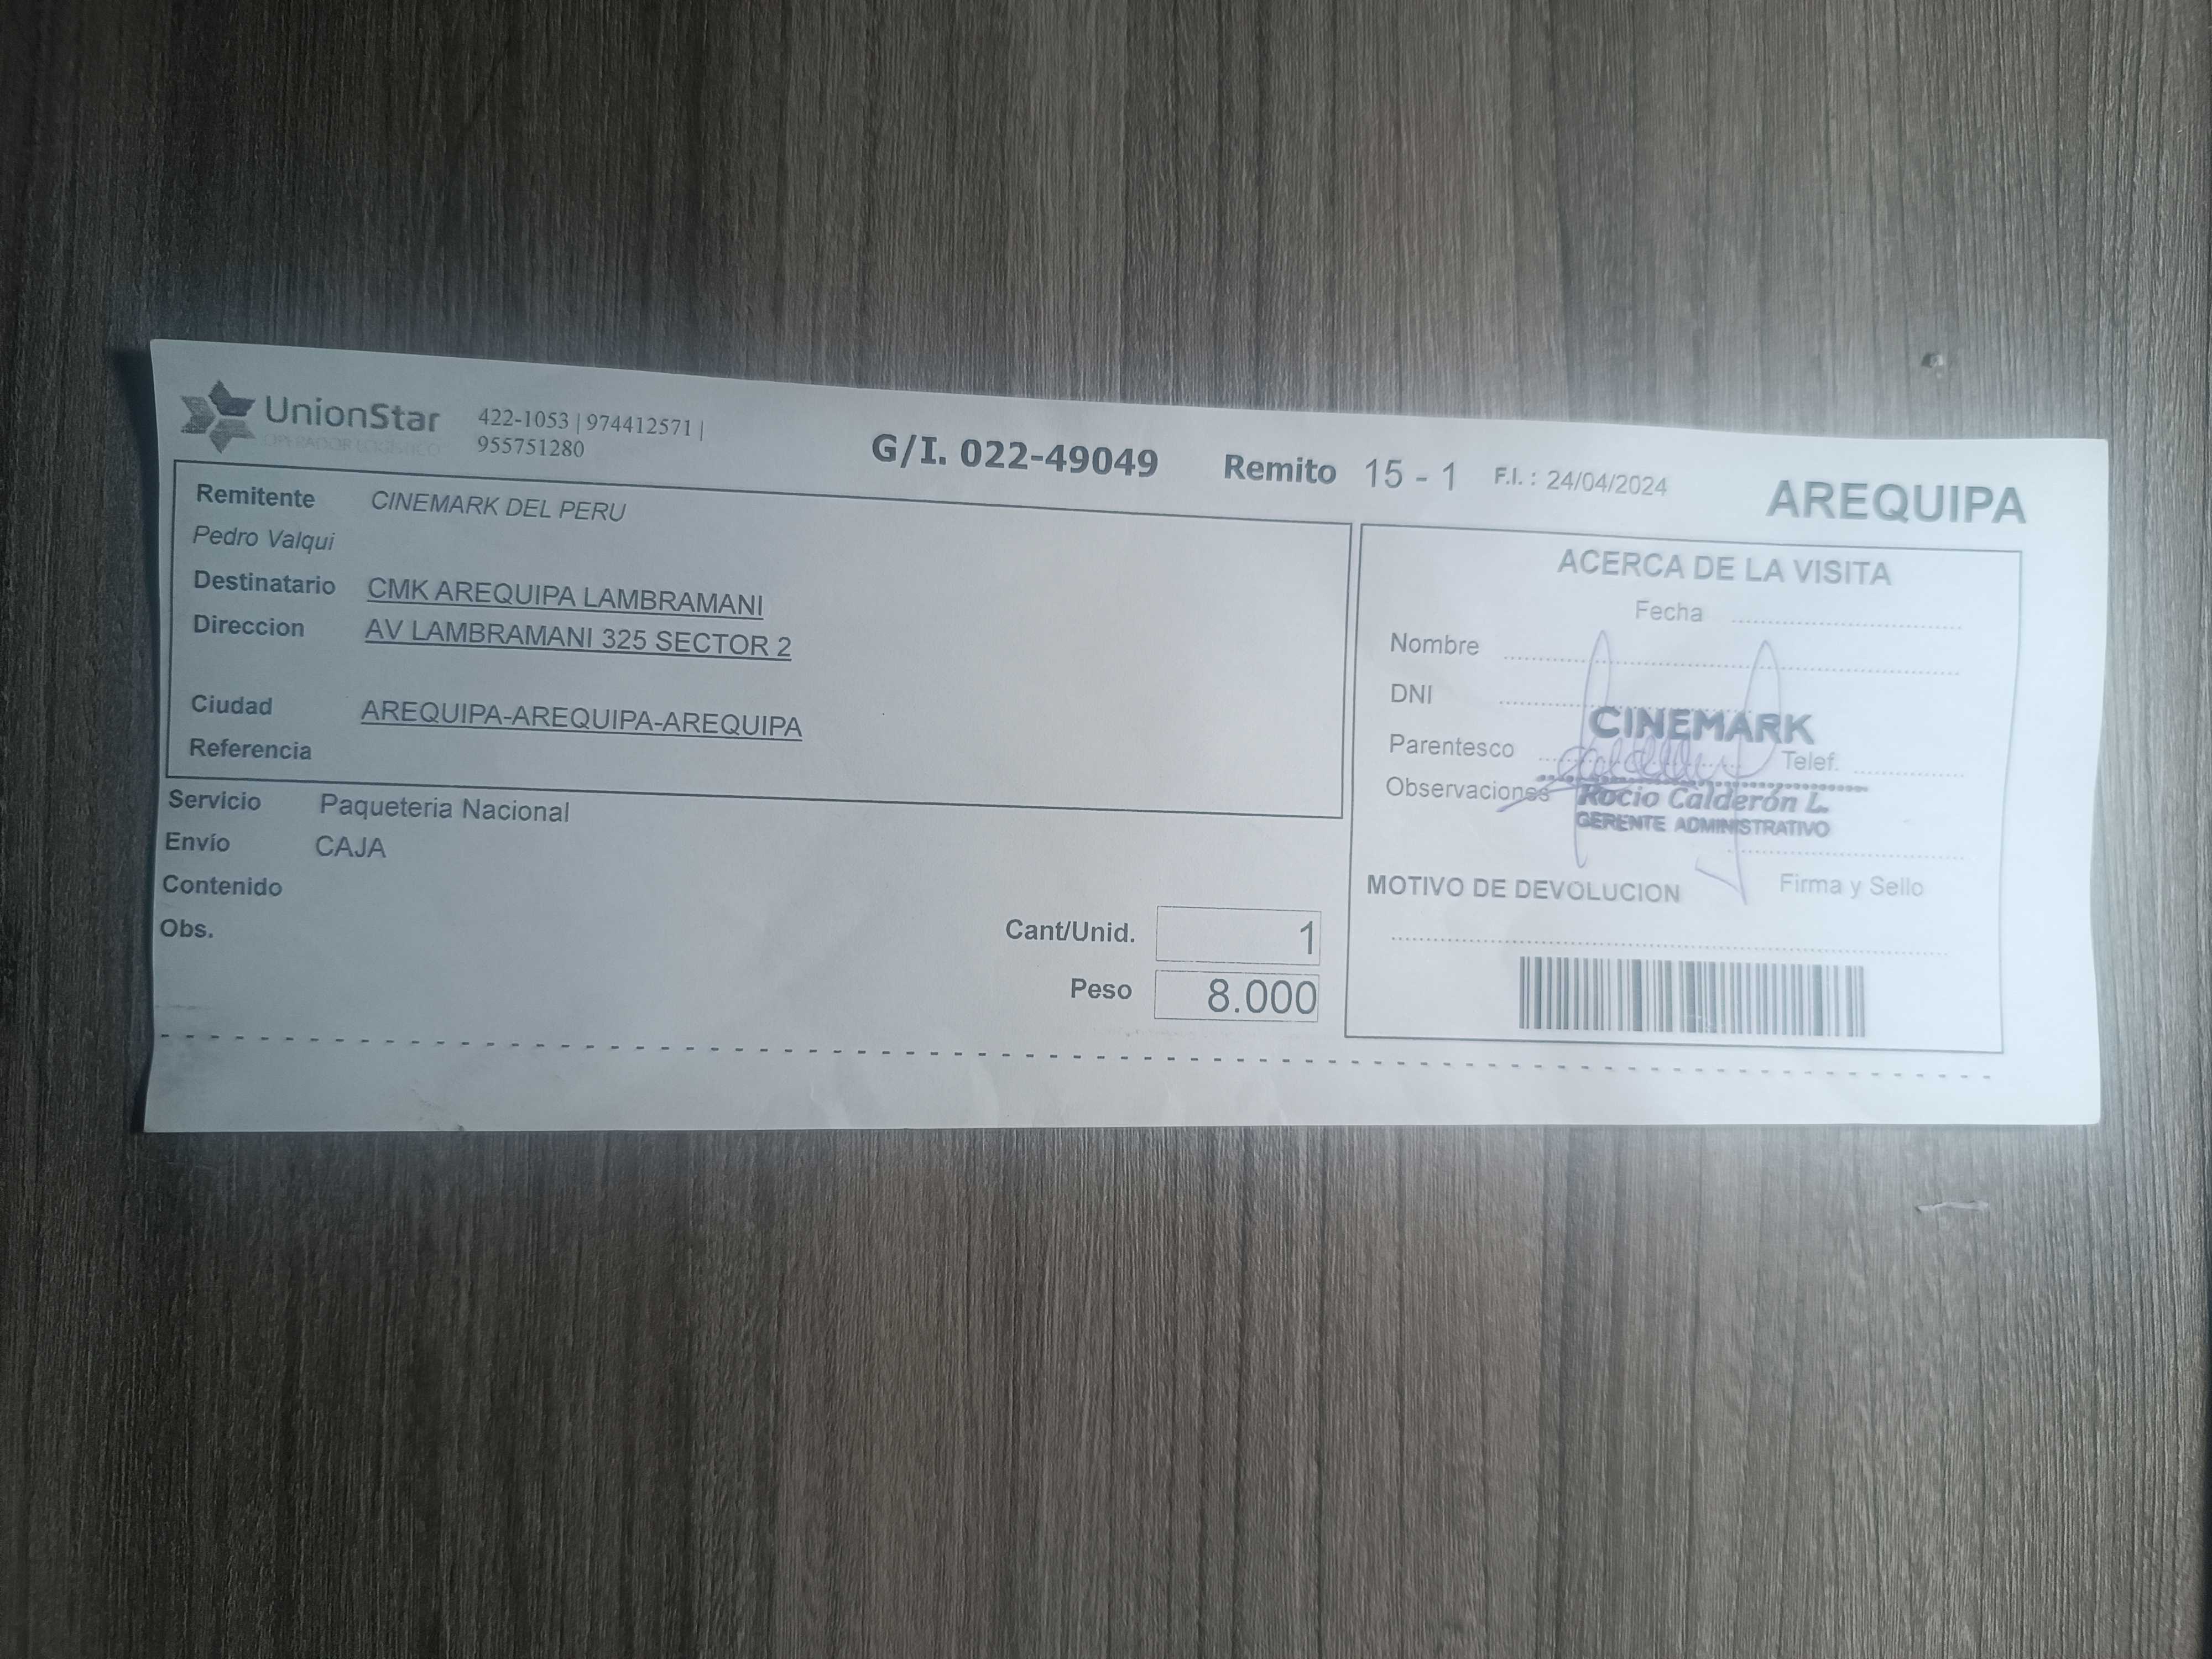 UnionStar
OPERADOR LOGISTICO
422-1053 | 974412571 |
955751280
G/I. 022-49049 Remito 15 - 1 F.I. : 24/04/2024 AREQUIPA
Remitente CINEMARK DEL PERU
Pedro Valqui
Destinatario CMK AREQUIPA LAMBRAMANI
Direccion AV LAMBRAMANI 325 SECTOR 2
Ciudad AREQUIPA-AREQUIPA-AREQUIPA
Referencia
Servicio Paqueteria Nacional
Envío CAJA
Contenido
Obs.
Cant/Unid. 1
Peso 8.000
ACERCA DE LA VISITA
Fecha
Nombre
DNI
CINEMARK
Parentesco Telef.
Observaciones
Rocio Calderón L.
GERENTE ADMINISTRATIVO
Firma y Sello
MOTIVO DE DEVOLUCION